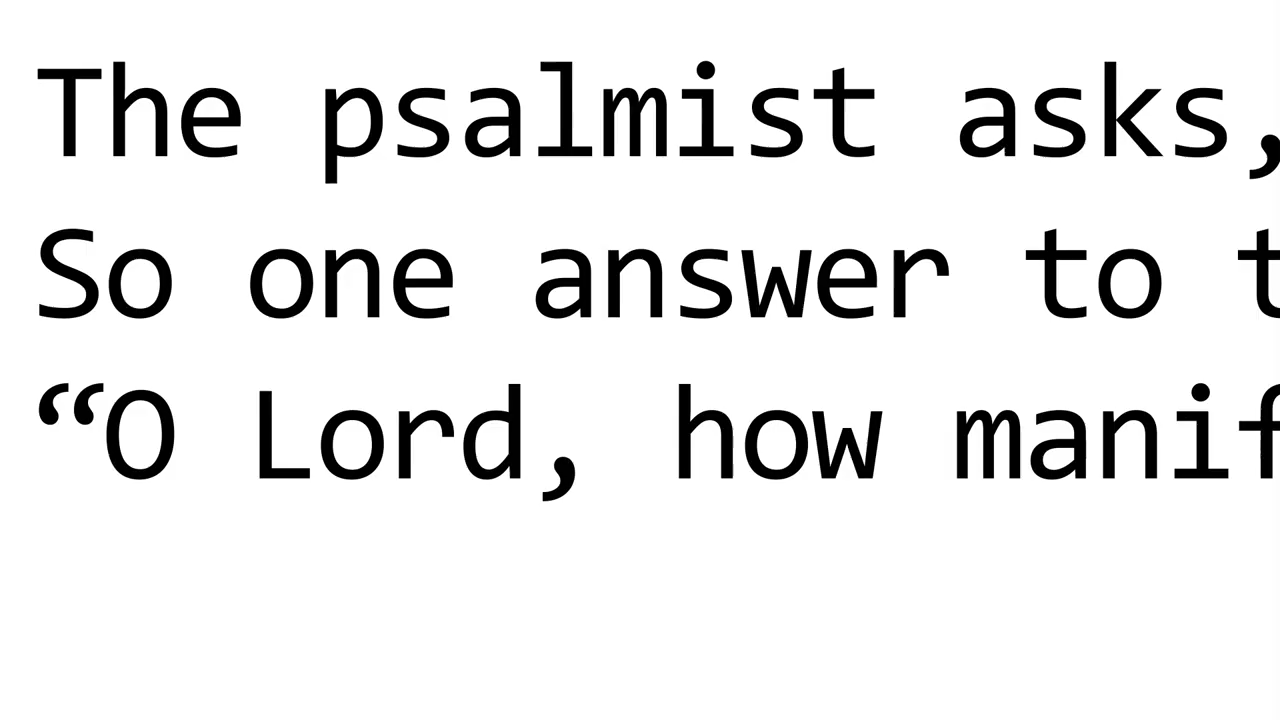 The psalmist asks,
So one answer to t
“O Lord, how manif